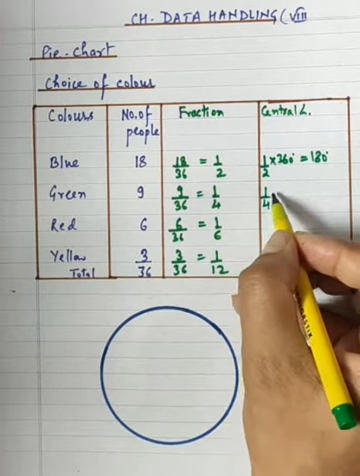 CH. DATA HANDLING (VIII
Pie-chart
Choice of colour
Colours No. of people Fraction Central ∠.
Blue 18 18/36 = 1/2 1/2 × 360° = 180°
Green 9 9/36 = 1/4 1/4
Red 6 6/36 = 1/6
Yellow 3 3/36 = 1/12
Total 36